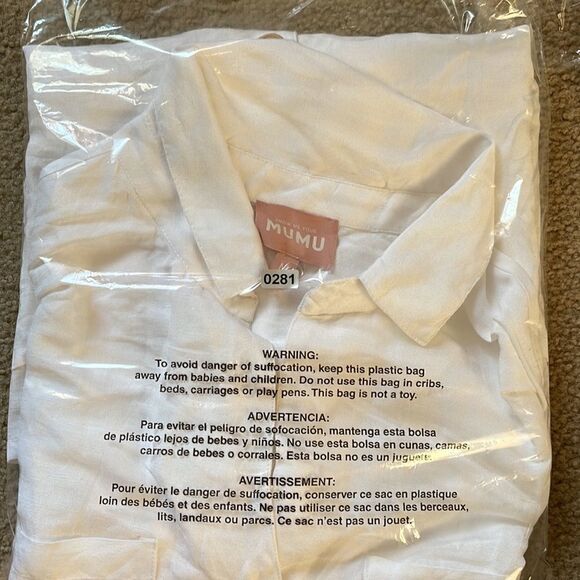 SHOW ME YOUR
MUMU
0281
WARNING:
To avoid danger of suffocation, keep this plastic bag
away from babies and children. Do not use this bag in cribs,
beds, carriages or play pens. This bag is not a toy.
ADVERTENCIA:
Para evitar el peligro de sofocación, mantenga esta bolsa
de plástico lejos de bebes y niños. No use esta bolsa en cunas, camas,
carros de bebes o corrales. Esta bolsa no es un juguete.
AVERTISSEMENT:
Pour éviter le danger de suffocation, conserver ce sac en plastique
loin des bébés et des enfants. Ne pas utiliser ce sac dans les berceaux,
lits, landaux ou parcs. Ce sac n'est pas un jouet.